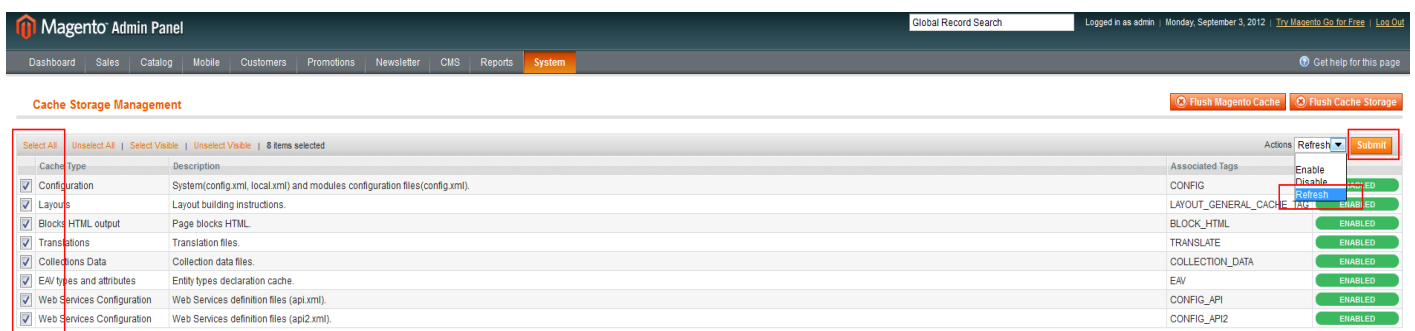 Magento Admin Panel
Global Record Search
Logged in as admin | Monday, September 3, 2012 | Try Magento Go for Free | Log Out
Dashboard Sales Catalog Mobile Customers Promotions Newsletter CMS Reports System
Get help for this page
Cache Storage Management
Flush Magento Cache Flush Cache Storage
Select All | Unselect All | Select Visible | Unselect Visible | 8 items selected
Actions Refresh Submit
Enable
Disable
Refresh
Cache Type Description Associated Tags
Configuration System(config.xml, local.xml) and modules configuration files(config.xml). CONFIG
Layouts Layout building instructions. LAYOUT_GENERAL_CACHE_TAG ENABLED
Blocks HTML output Page blocks HTML. BLOCK_HTML ENABLED
Translations Translation files. TRANSLATE ENABLED
Collections Data Collection data files. COLLECTION_DATA ENABLED
EAV types and attributes Entity types declaration cache. EAV ENABLED
Web Services Configuration Web Services definition files (api.xml). CONFIG_API ENABLED
Web Services Configuration Web Services definition files (api2.xml). CONFIG_API2 ENABLED